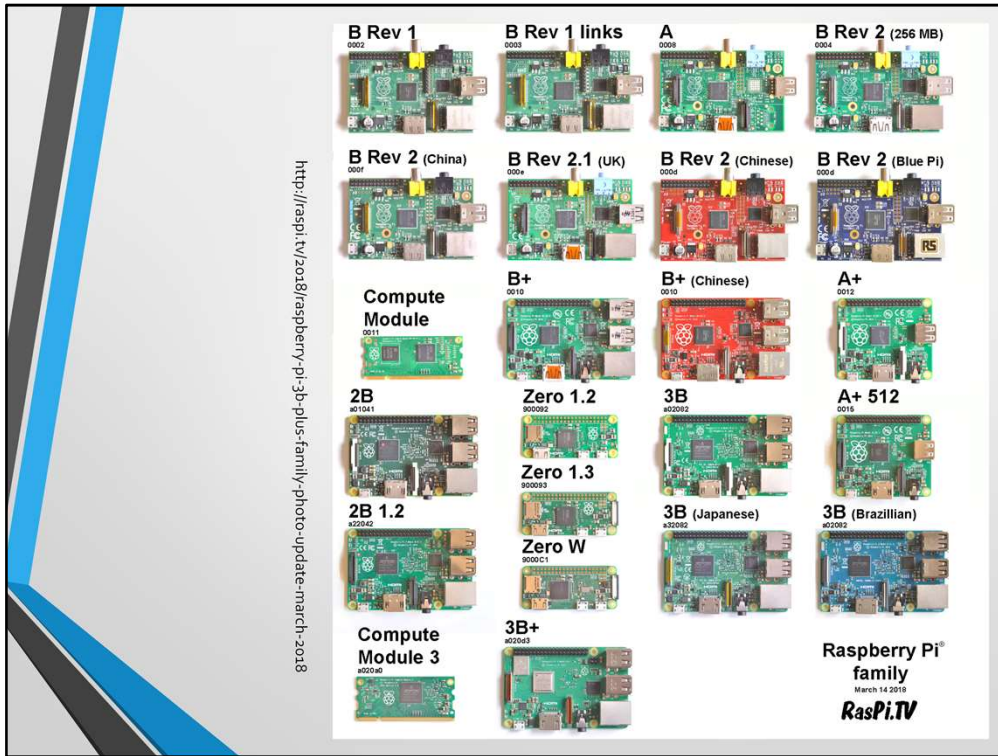 http://raspi.tv/2018/raspberry-pi-3b-plus-family-photo-update-march-2018
B Rev 1
0002
B Rev 1 links
0003
A
0008
B Rev 2 (256 MB)
0004
B Rev 2 (China)
000f
B Rev 2.1 (UK)
000e
B Rev 2 (Chinese)
000d
B Rev 2 (Blue Pi)
000d
RS
Compute
Module
0011
B+
0010
B+ (Chinese)
0010
A+
0012
2B
a01041
Zero 1.2
900092
3B
a02082
A+ 512
0015
Zero 1.3
900093
2B 1.2
a22042
Zero W
9000C1
3B (Japanese)
a32082
3B (Brazillian)
a02082
Compute
Module 3
a020a0
3B+
a020d3
Raspberry Pi®
family
March 14 2018
RasPi.TV